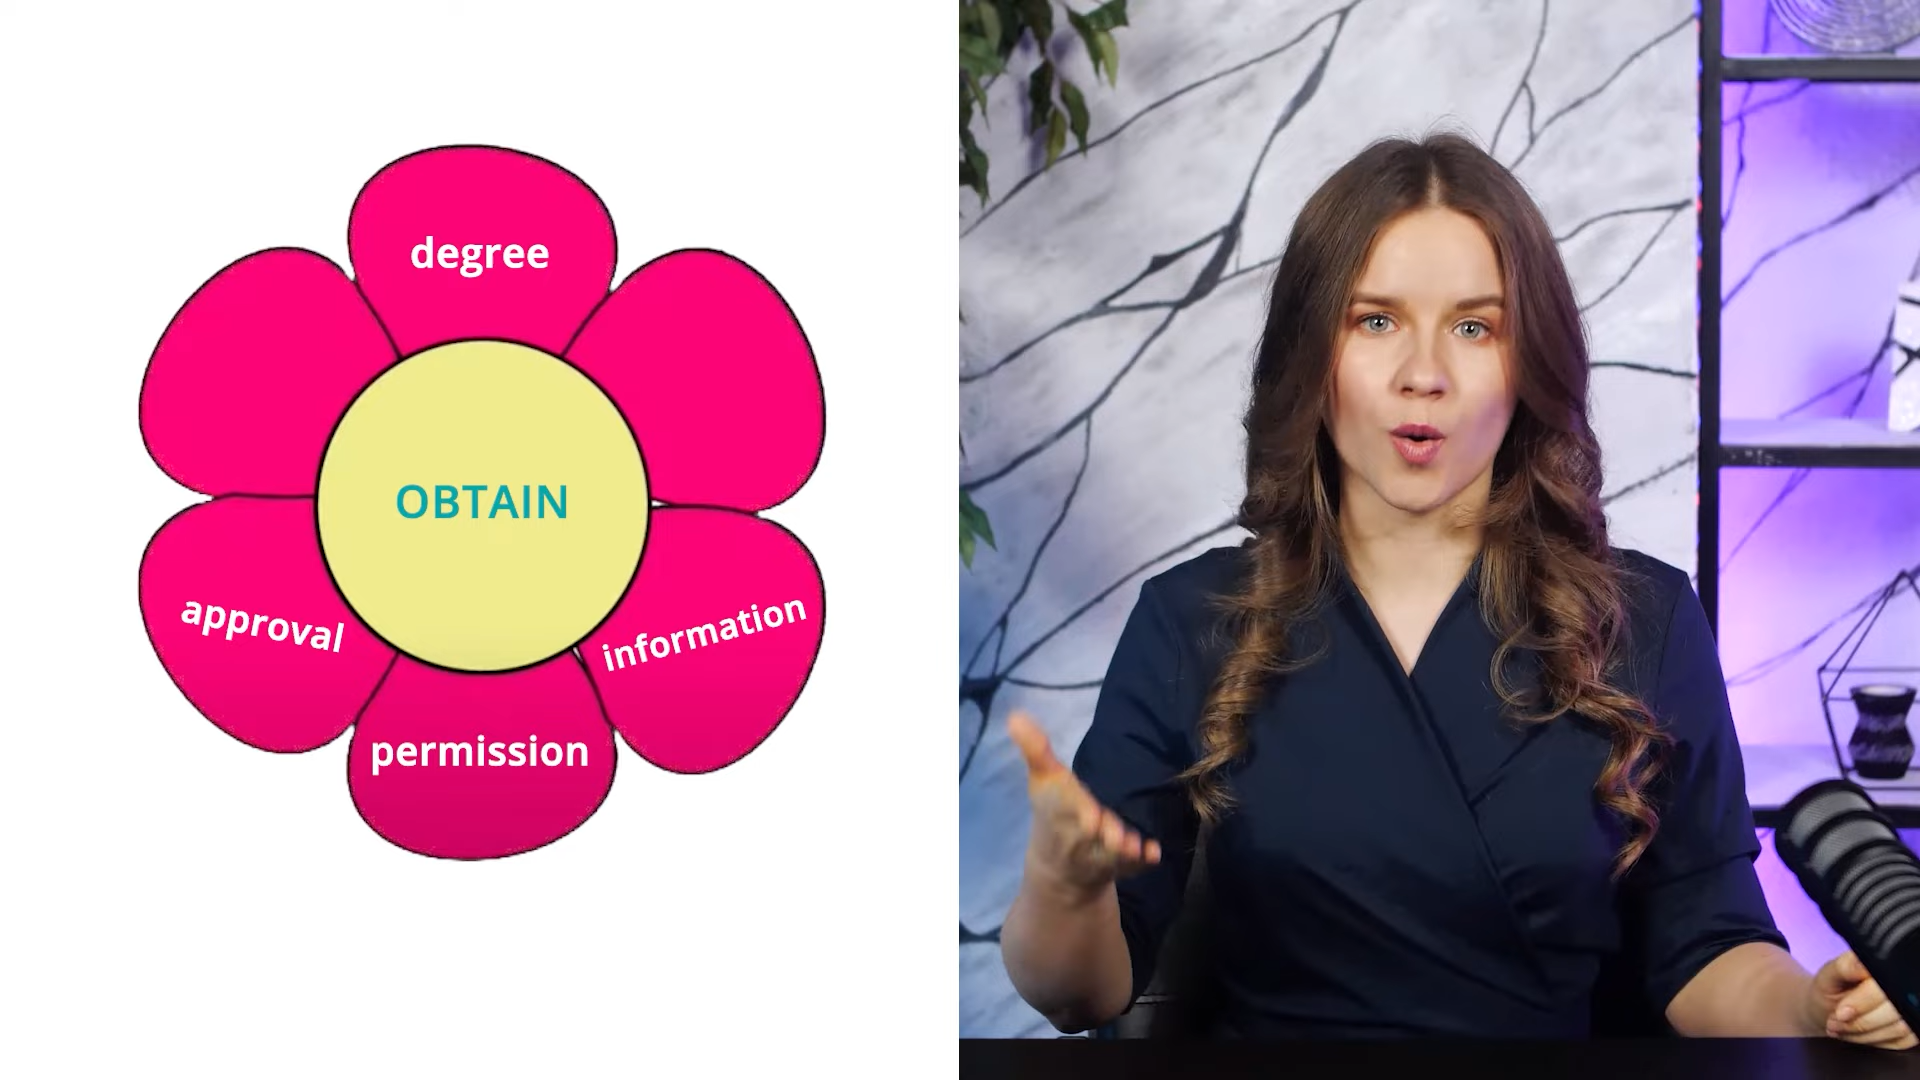 degree
OBTAIN
approval
information
permission